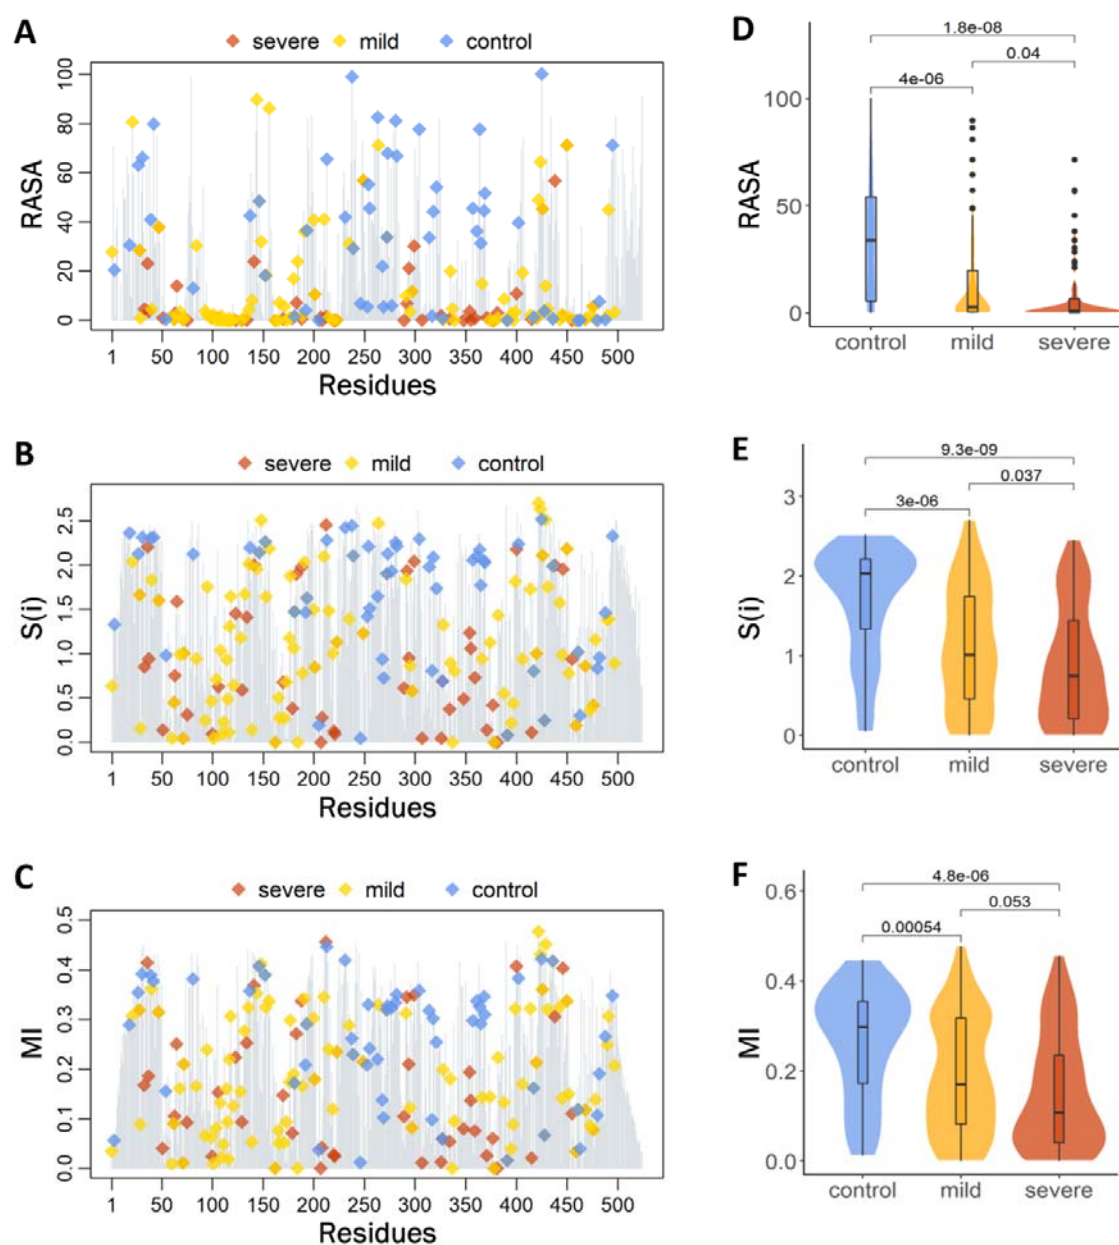 A
severe mild control
RASA
100
80
60
40
20
0
1 50 100 150 200 250 300 350 400 450 500
Residues
D
1.8e-08
0.04
4e-06
RASA
100
50
0
control mild severe
B
severe mild control
S(i)
2.5
2.0
1.5
1.0
0.5
0.0
1 50 100 150 200 250 300 350 400 450 500
Residues
E
9.3e-09
0.037
3e-06
S(i)
3
2
1
0
control mild severe
C
severe mild control
MI
0.5
0.4
0.3
0.2
0.1
0.0
1 50 100 150 200 250 300 350 400 450 500
Residues
F
4.8e-06
0.053
0.00054
MI
0.6
0.4
0.2
0.0
control mild severe